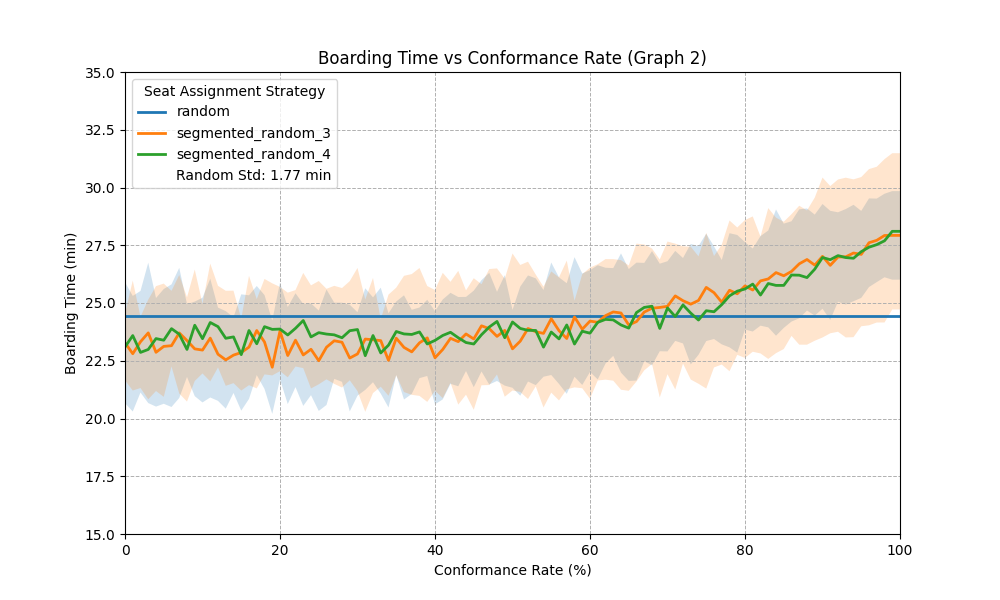 Boarding Time vs Conformance Rate (Graph 2)
Seat Assignment Strategy
random
segmented_random_3
segmented_random_4
Random Std: 1.77 min
Boarding Time (min)
35.0
32.5
30.0
27.5
25.0
22.5
20.0
17.5
15.0
0 20 40 60 80 100
Conformance Rate (%)